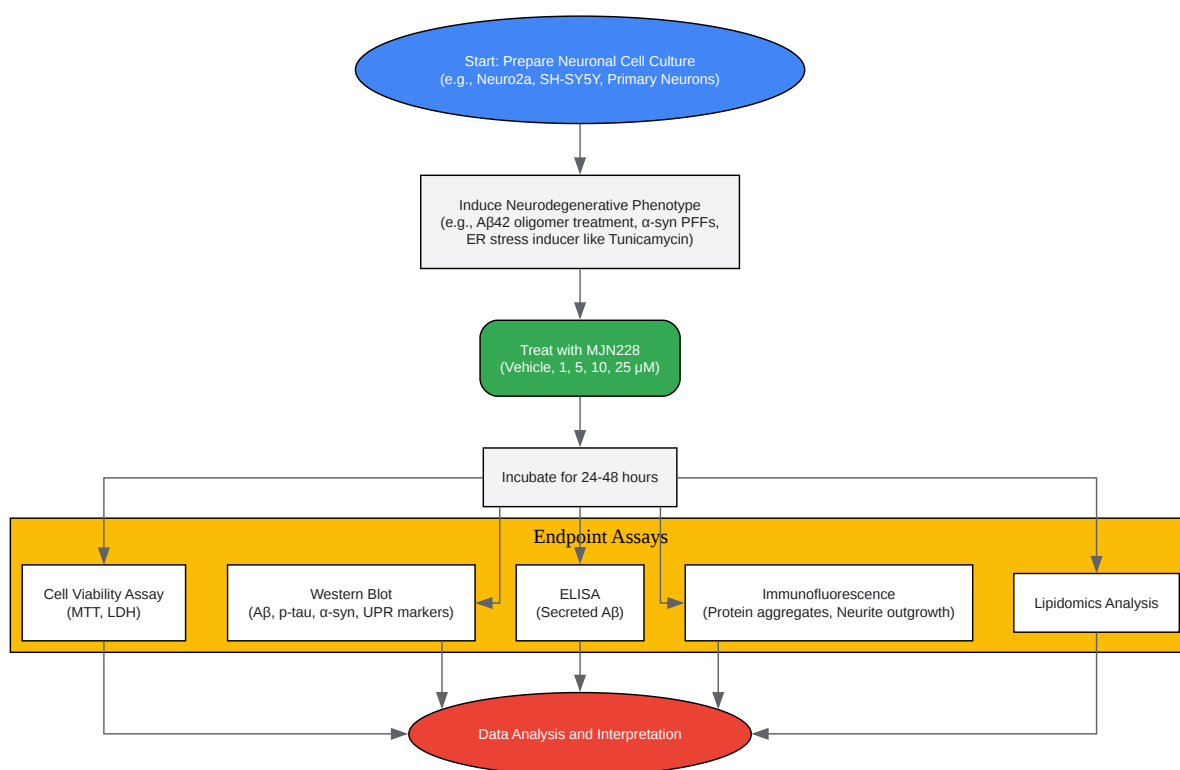 Start: Prepare Neuronal Cell Culture
(e.g., Neuro2a, SH-SY5Y, Primary Neurons)
Induce Neurodegenerative Phenotype
(e.g., Aβ42 oligomer treatment, α-syn PFFs,
ER stress inducer like Tunicamycin)
Treat with MJN228
(Vehicle, 1, 5, 10, 25 μM)
Incubate for 24-48 hours
Endpoint Assays
Cell Viability Assay
(MTT, LDH)
Western Blot
(Aβ, p-tau, α-syn, UPR markers)
ELISA
(Secreted Aβ)
Immunofluorescence
(Protein aggregates, Neurite outgrowth)
Lipidomics Analysis
Data Analysis and Interpretation